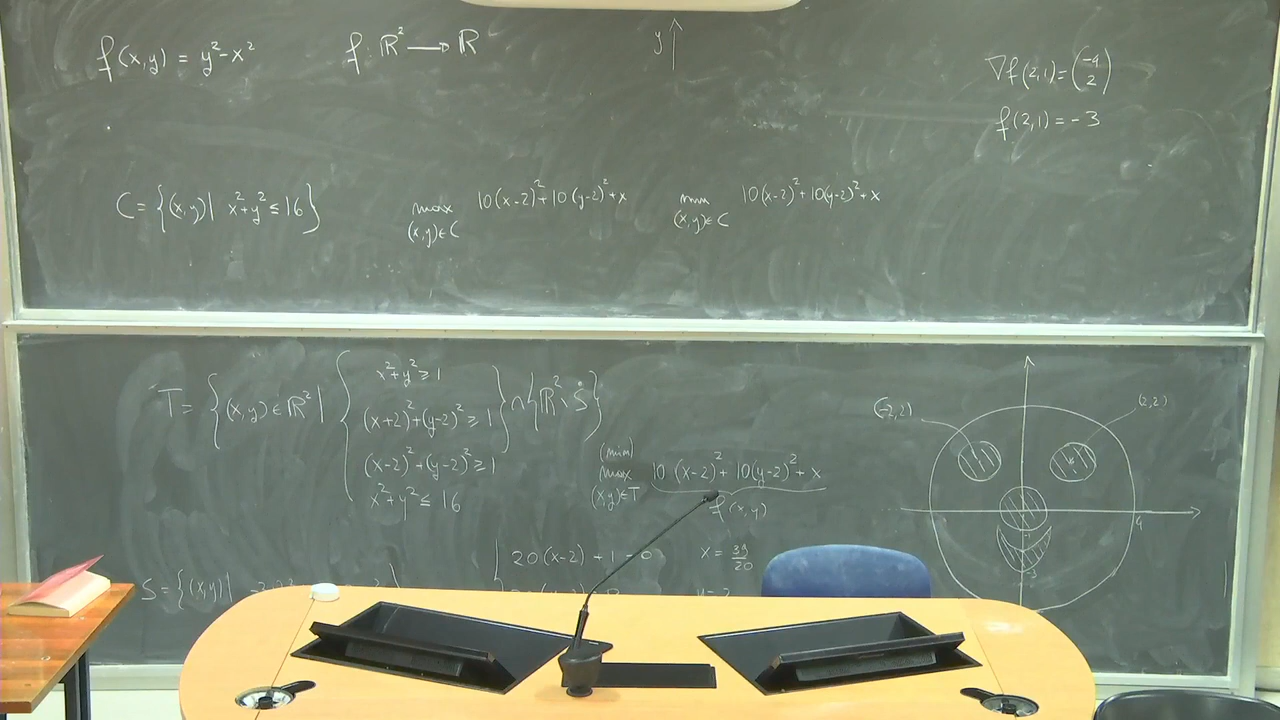 f(x,y) = y²-x² f: ℝ² → ℝ
y
∇f(2,1) = (-4 2)
f(2,1) = -3
C = {(x,y) | x²+y² ≤ 16}
max (x,y)∈C 10(x-2)²+10(y-2)²+x
min (x,y)∈C 10(x-2)²+10(y-2)²+x
T = {(x,y)∈ℝ² | { x²+y² ≥ 1
(x+2)²+(y-2)² ≥ 1
(x-2)²+(y-2)² ≥ 1
x²+y² ≤ 16 } ∩ {ℝ² \ S̊}
(min)
max (x,y)∈T 10(x-2)²+10(y-2)²+x
f(x,y)
20(x-2)+1 = 0 x = 39/20
S = {(x,y) |
(-2,2)
(2,2)
4
-3